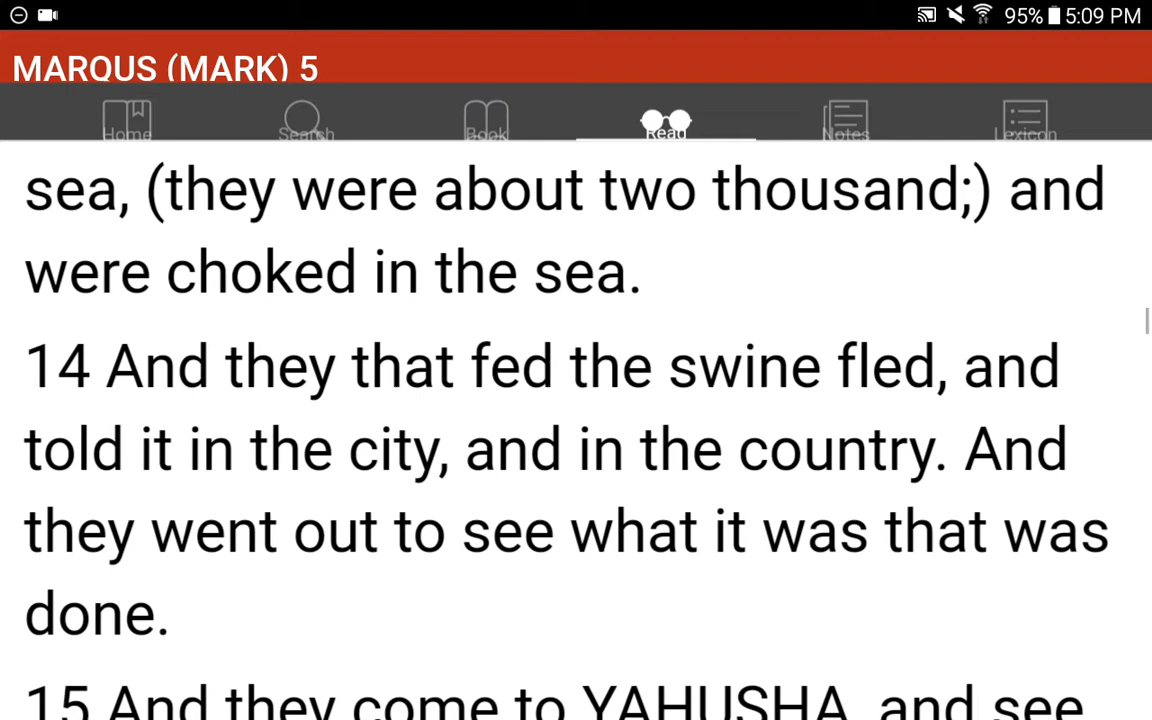 95% 5:09 PM
MARQUS (MARK) 5
Home Search Book Read Notes Lexicon
sea, (they were about two thousand;) and
were choked in the sea.
14 And they that fed the swine fled, and
told it in the city, and in the country. And
they went out to see what it was that was
done.
15 And they come to YAHUSHA, and see